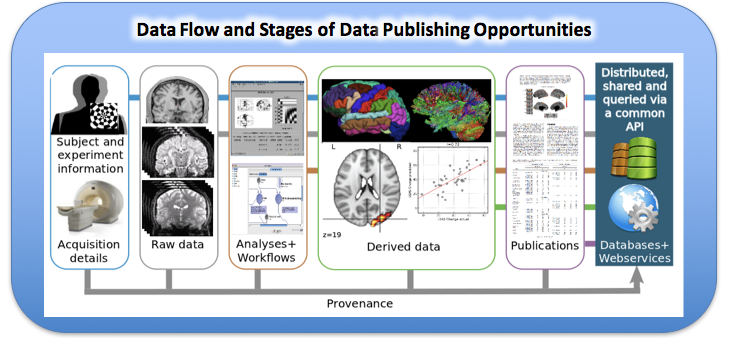 Data Flow and Stages of Data Publishing Opportunities
Subject and
experiment
information
Acquisition
details
Raw data
Analyses+
Workflows
L
R
z=19
Derived data
Publications
Distributed,
shared and
queried via
a common
API
Databases+
Webservices
Provenance